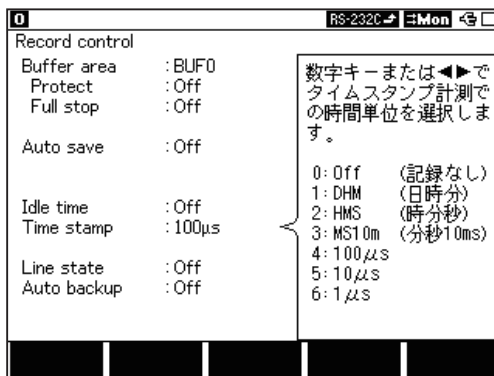 0 RS-232C Mon
Record control
Buffer area :BUF0
Protect :Off
Full stop :Off
Auto save :Off
Idle time :Off
Time stamp :100μs
Line state :Off
Auto backup :Off
数字キーまたは◀▶で
タイムスタンプ計測で
の時間単位を選択しま
す。
0:Off (記録なし)
1:DHM (日時分)
2:HMS (時分秒)
3:MS10m (分秒10ms)
4:100μs
5:10μs
6:1μs